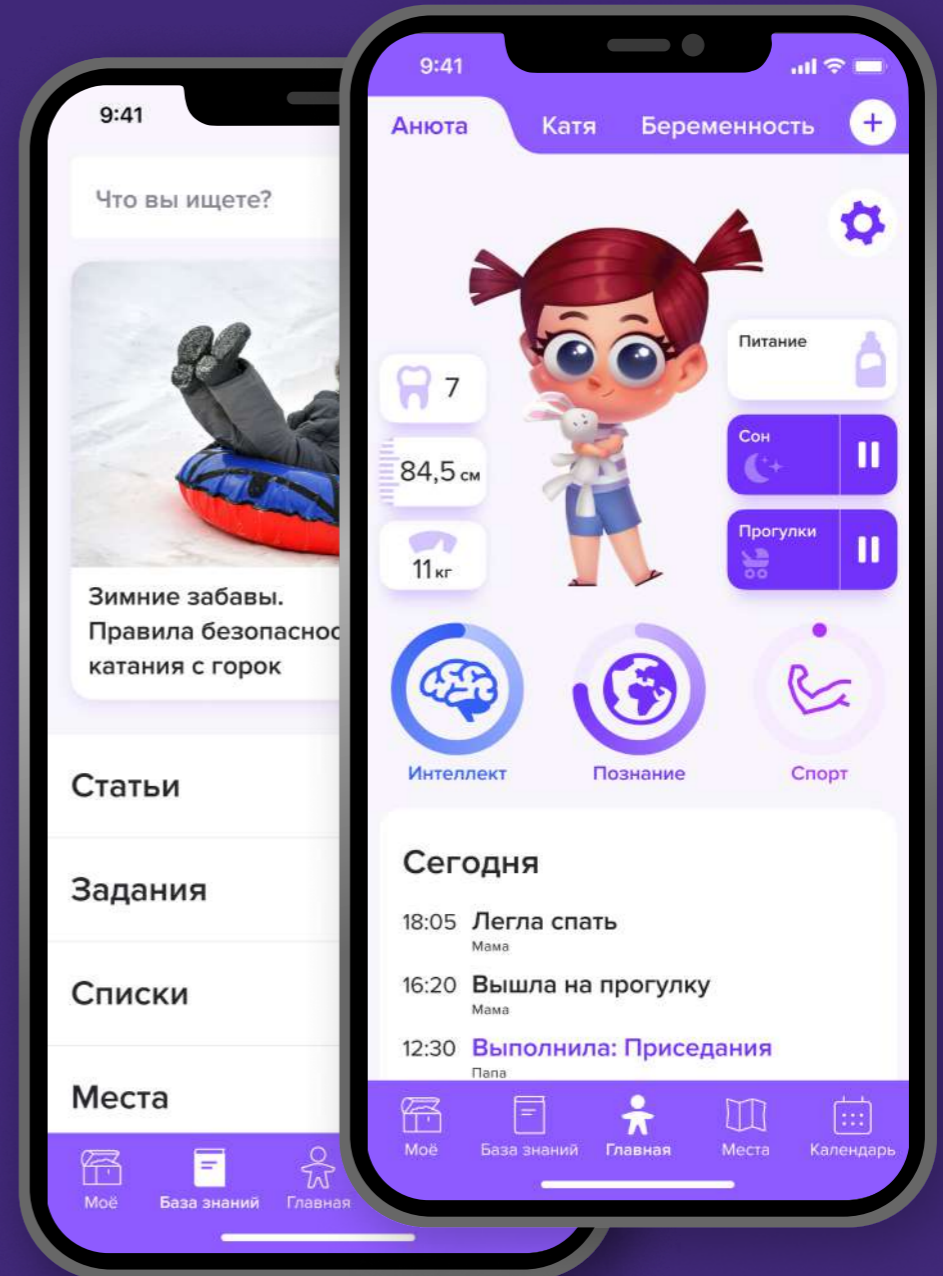 9:41
Что вы ищете?
Зимние забавы.
Правила
катания с горок
Статьи
Задания
Списки
Места
Моё
База знаний
Главная
9:41
Анюта
Катя
Беременность
+
7
84,5 см
11 кг
Питание
Сон
Прогулки
Интеллект
Познание
Спорт
Сегодня
18:05 Легла спать
Мама
16:20 Вышла на прогулку
Мама
12:30 Выполнила: Приседания
Папа
Моё
База знаний
Главная
Места
Календарь